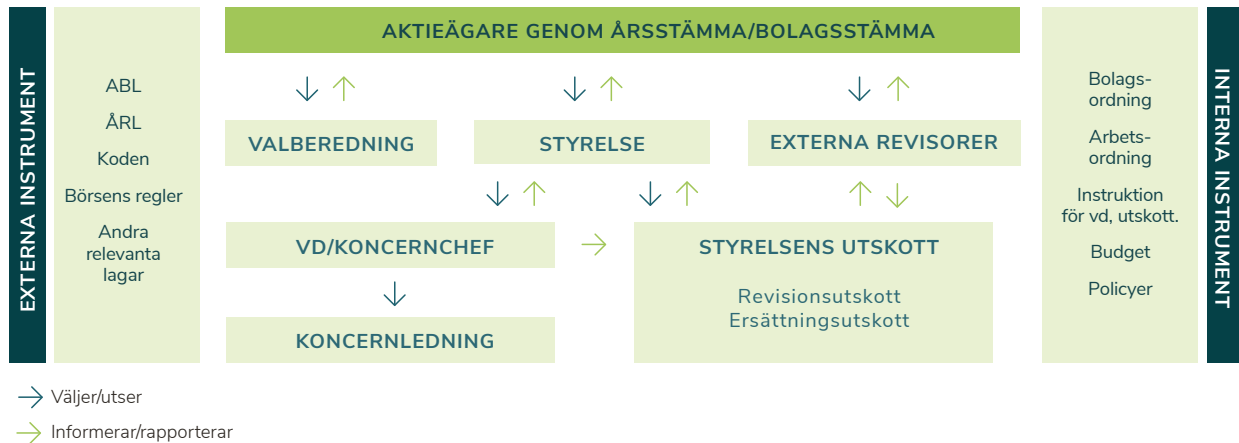 EXTERNA INSTRUMENT
ABL
ÅRL
Koden
Börsens regler
Andra
relevanta
lagar
AKTIEÄGARE GENOM ÅRSSTÄMMA/BOLAGSSTÄMMA
VALBEREDNING
STYRELSE
EXTERNA REVISORER
VD/KONCERNCHEF
STYRELSENS UTSKOTT
Revisionsutskott
Ersättningsutskott
KONCERNLEDNING
Bolags-
ordning
Arbets-
ordning
Instruktion
för vd, utskott.
Budget
Policyer
INTERNA INSTRUMENT
Väljer/utser
Informerar/rapporterar